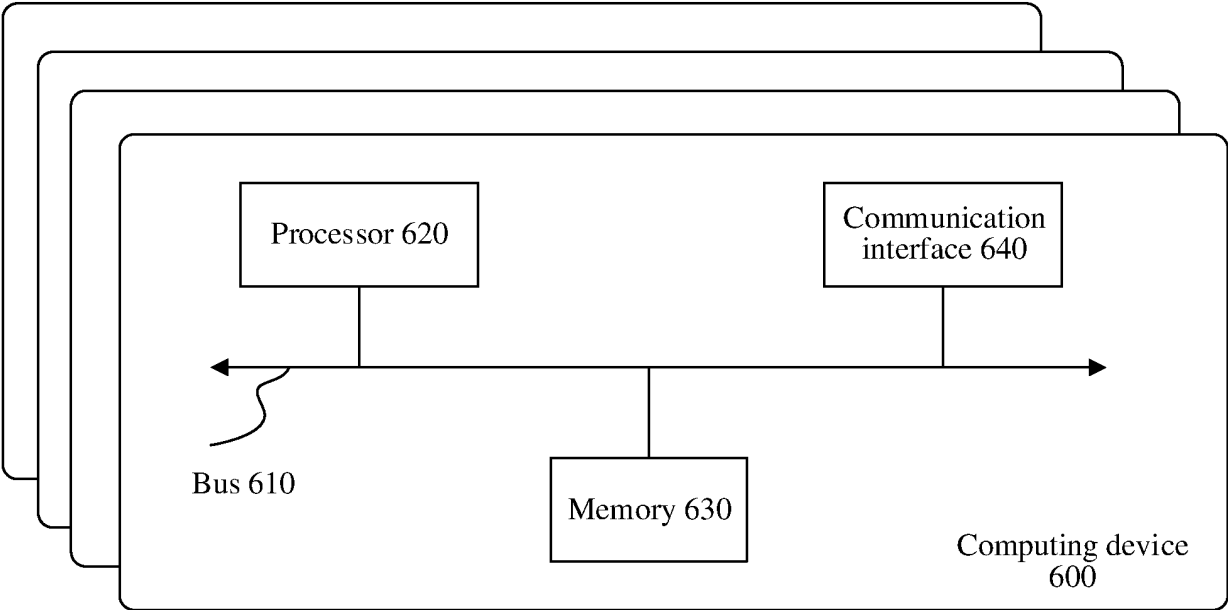 Processor 620
Communication
interface 640
Bus 610
Memory 630
Computing device
600